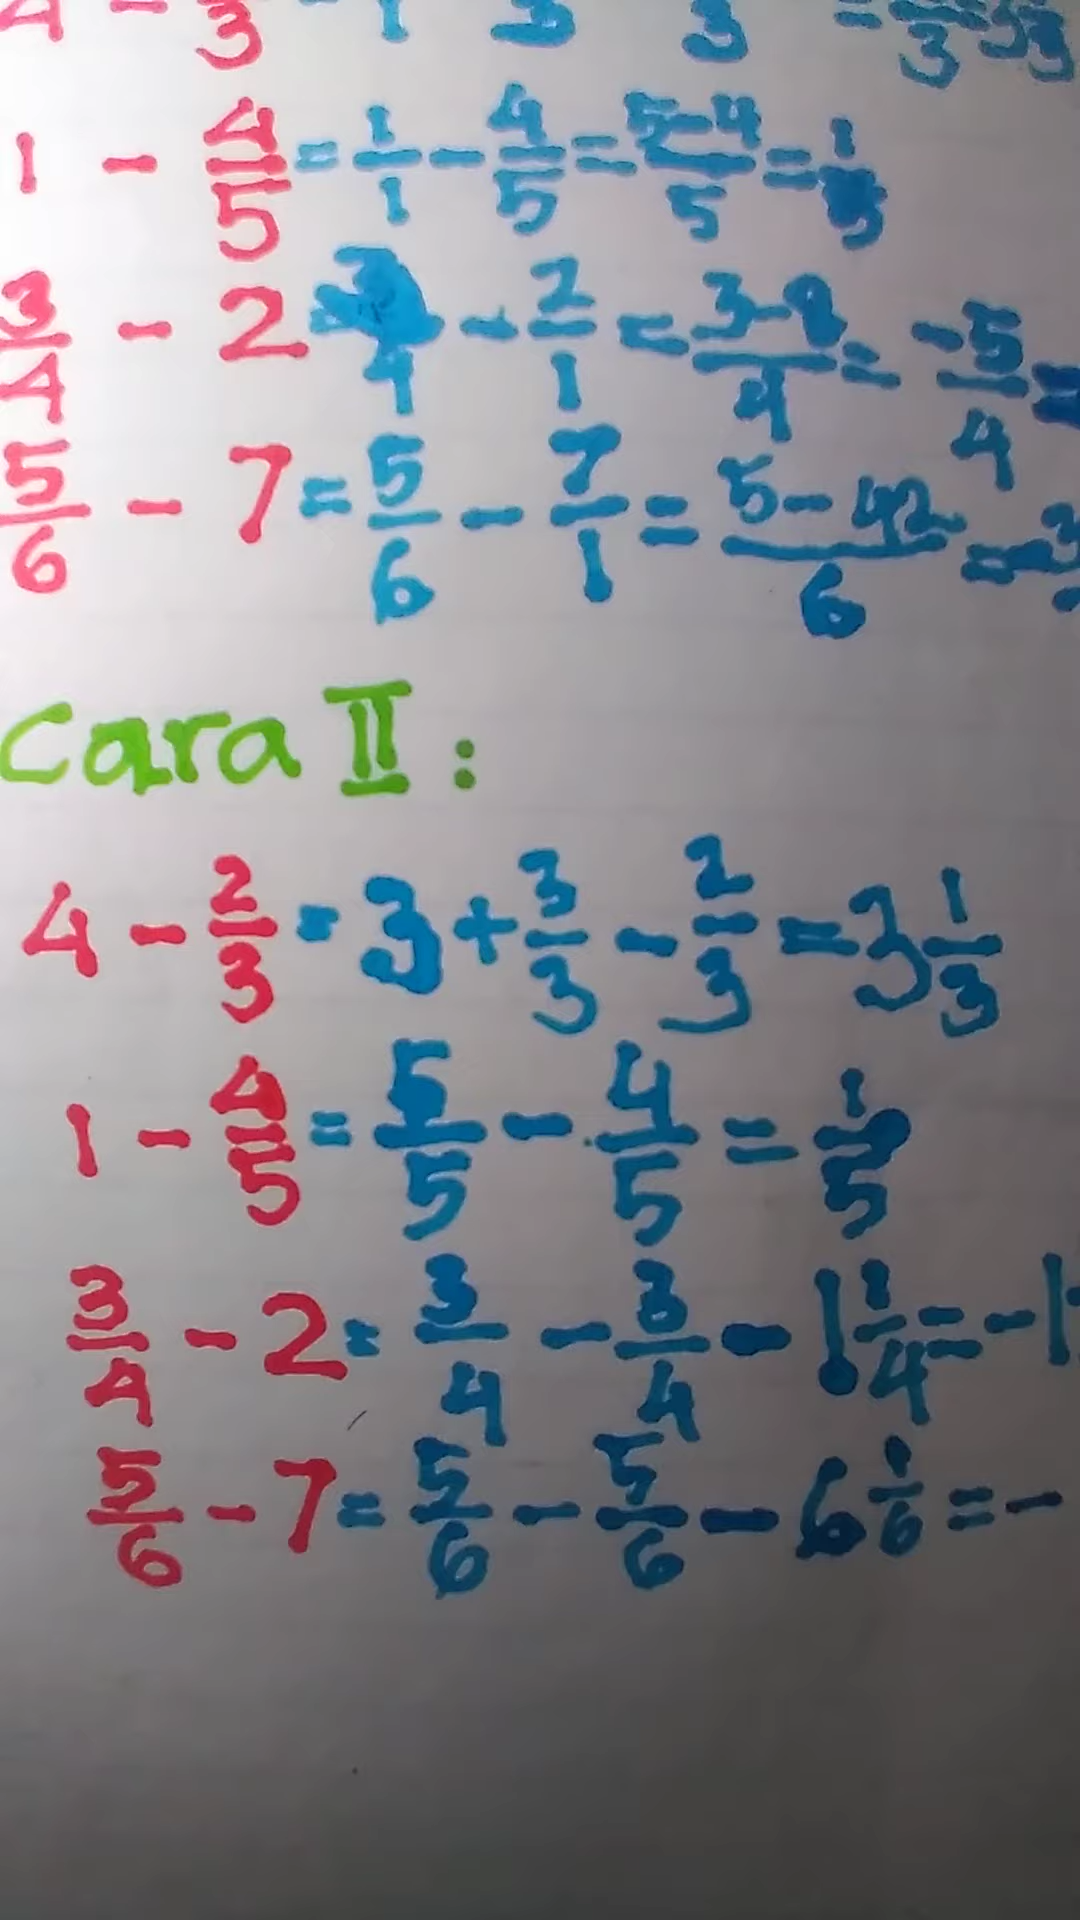 1 - 4/5 = 1/1 - 4/5 = 5-4/5 = 1/5
3/4 - 2 = 3/4 - 2/1 = 3-8/4 = -5/4 =
5/6 - 7 = 5/6 - 7/1 = 5-42/6 = -3
Cara II :
4 - 2/3 = 3 + 3/3 - 2/3 = 3 1/3
1 - 4/5 = 5/5 - 4/5 = 1/5
3/4 - 2 = 3/4 - 3/4 - 1 1/4 = -1
5/6 - 7 = 5/6 - 5/6 - 6 1/6 = -